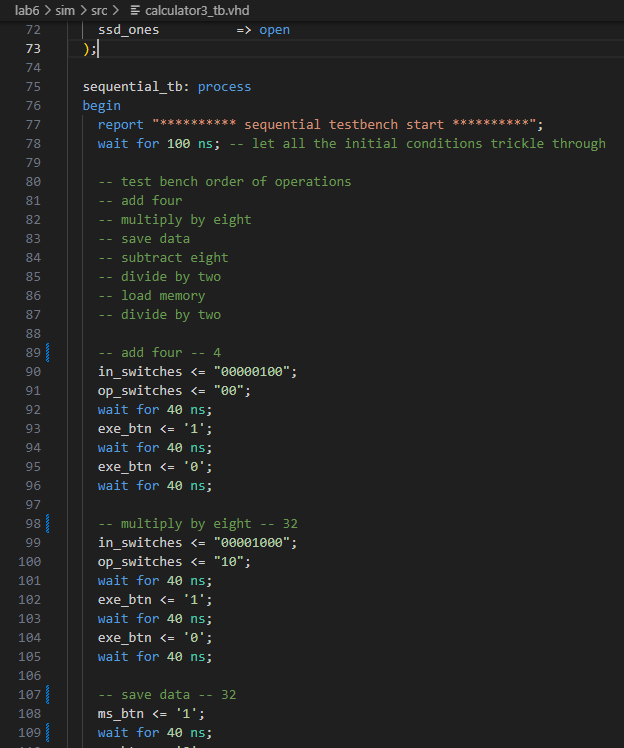 lab6 > sim > src > calculator3_tb.vhd
72 ssd_ones => open
73 );
74
75 sequential_tb: process
76 begin
77 report "********** sequential testbench start **********";
78 wait for 100 ns; -- let all the initial conditions trickle through
79
80 -- test bench order of operations
81 -- add four
82 -- multiply by eight
83 -- save data
84 -- subtract eight
85 -- divide by two
86 -- load memory
87 -- divide by two
88
89 -- add four -- 4
90 in_switches <= "00000100";
91 op_switches <= "00";
92 wait for 40 ns;
93 exe_btn <= '1';
94 wait for 40 ns;
95 exe_btn <= '0';
96 wait for 40 ns;
97
98 -- multiply by eight -- 32
99 in_switches <= "00001000";
100 op_switches <= "10";
101 wait for 40 ns;
102 exe_btn <= '1';
103 wait for 40 ns;
104 exe_btn <= '0';
105 wait for 40 ns;
106
107 -- save data -- 32
108 ms_btn <= '1';
109 wait for 40 ns;